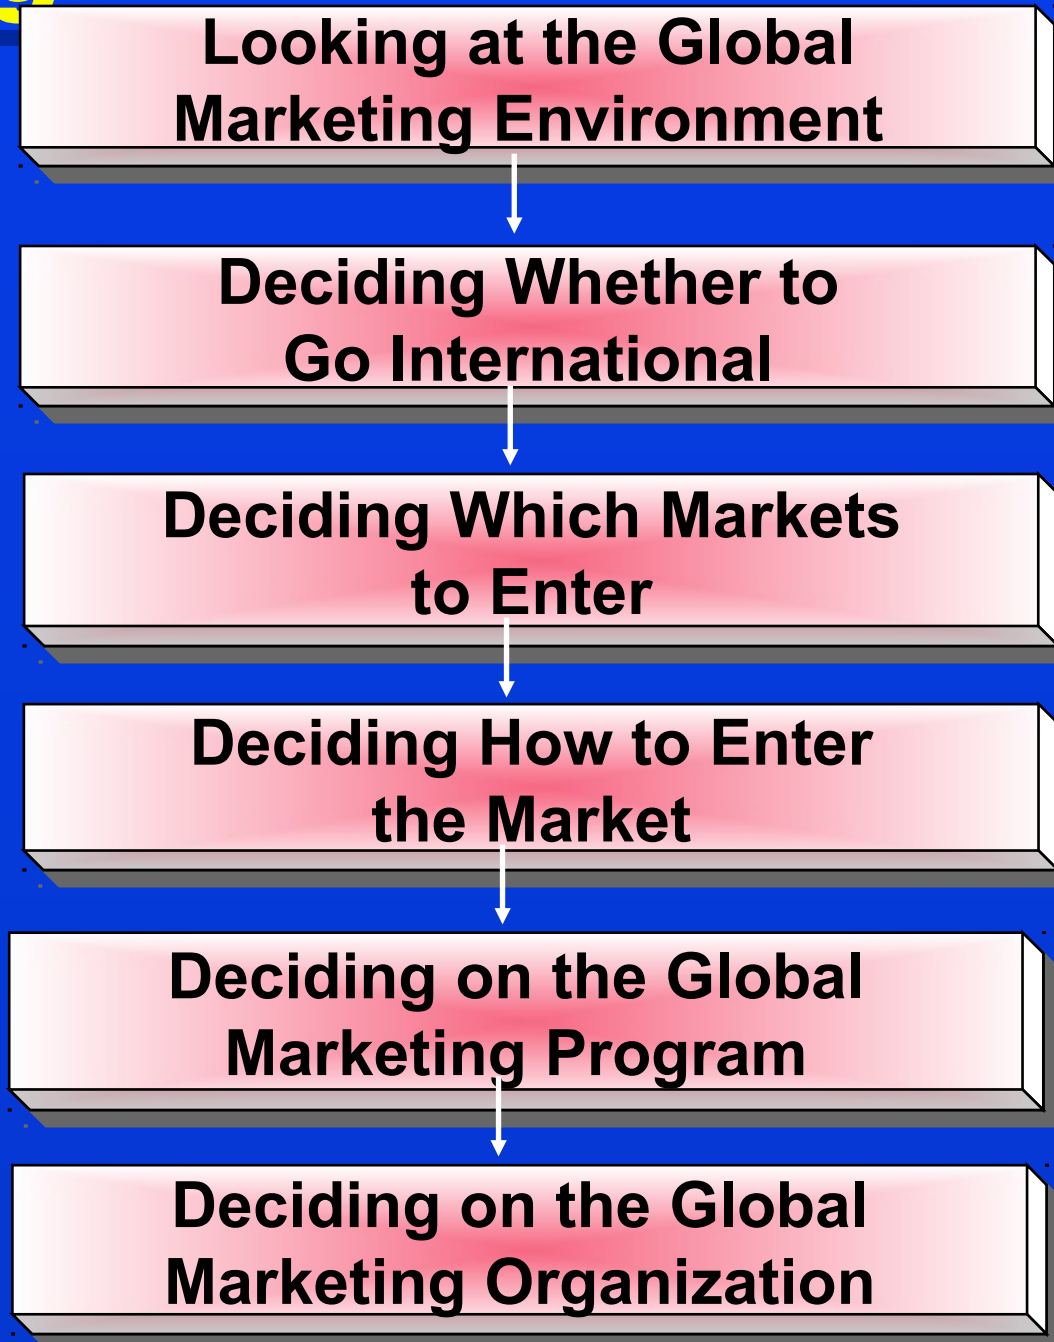 Looking at the Global
Marketing Environment
Deciding Whether to
Go International
Deciding Which Markets
to Enter
Deciding How to Enter
the Market
Deciding on the Global
Marketing Program
Deciding on the Global
Marketing Organization